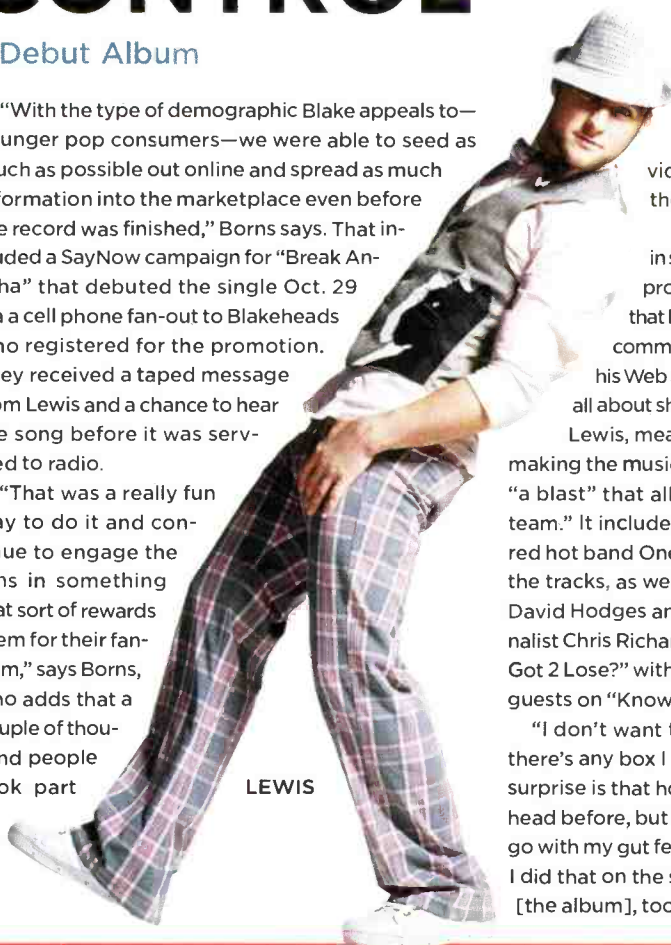 CONTROL
Debut Album
“With the type of demographic Blake appeals to—
unger pop consumers—we were able to seed as
uch as possible out online and spread as much
formation into the marketplace even before
e record was finished,” Borns says. That in-
uded a SayNow campaign for “Break An-
ha” that debuted the single Oct. 29
a a cell phone fan-out to Blakeheads
ho registered for the promotion.
ey received a taped message
om Lewis and a chance to hear
e song before it was serv-
ed to radio.
“That was a really fun
ay to do it and con-
nue to engage the
ns in something
at sort of rewards
em for their fan-
m,” says Borns,
ho adds that a
uple of thou-
nd people
ok part
LEWIS
vic
th
ins
pro
that
comm
his Web
all about sh
Lewis, mea
making the music
“a blast” that all
team.” It include
red hot band One
the tracks, as we
David Hodges an
nalist Chris Richa
Got 2 Lose?” with
guests on “Know
“I don’t want t
there’s any box I
surprise is that ho
head before, but
go with my gut fe
I did that on the s
[the album], too